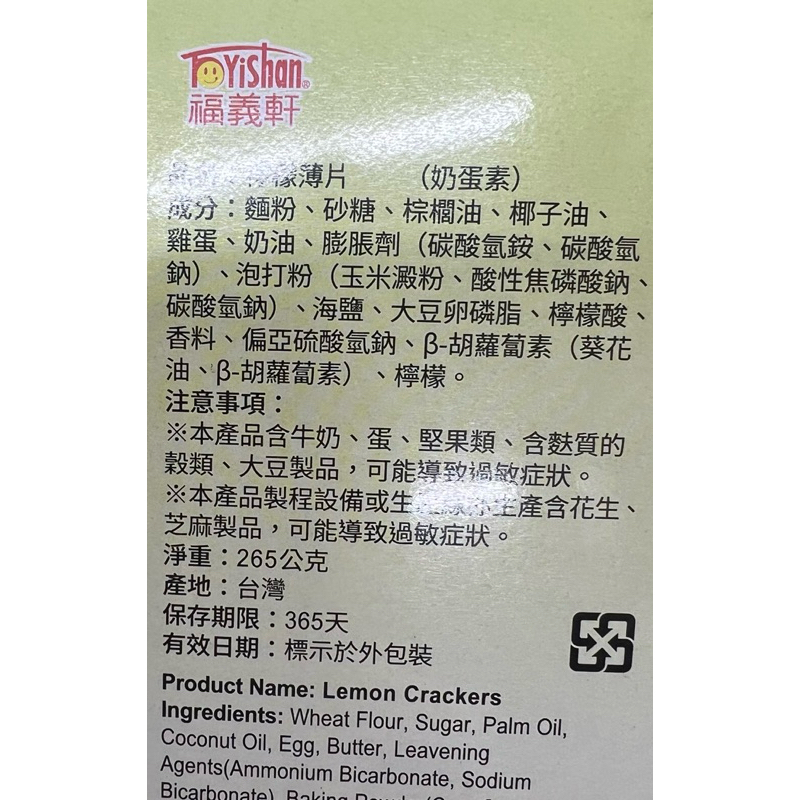 FoYiShan®
福義軒
檸檬薄片 （奶蛋素）
成分：麵粉、砂糖、棕櫚油、椰子油、
雞蛋、奶油、膨脹劑（碳酸氫銨、碳酸氫
鈉）、泡打粉（玉米澱粉、酸性焦磷酸鈉、
碳酸氫鈉）、海鹽、大豆卵磷脂、檸檬酸、
香料、偏亞硫酸氫鈉、β-胡蘿蔔素（葵花
油、β-胡蘿蔔素）、檸檬。
注意事項：
※本產品含牛奶、蛋、堅果類、含麩質的
穀類、大豆製品，可能導致過敏症狀。
※本產品製程設備或生產線亦生產含花生、
芝麻製品，可能導致過敏症狀。
淨重：265公克
產地：台灣
保存期限：365天
有效日期：標示於外包裝
Product Name: Lemon Crackers
Ingredients: Wheat Flour, Sugar, Palm Oil,
Coconut Oil, Egg, Butter, Leavening
Agents(Ammonium Bicarbonate, Sodium
Bicarbonate), Baking